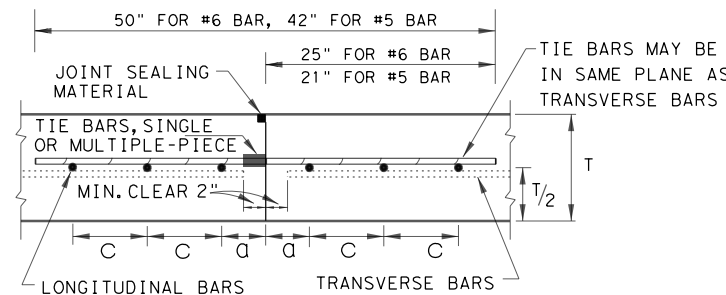 50" FOR #6 BAR, 42" FOR #5 BAR
25" FOR #6 BAR
21" FOR #5 BAR
TIE BARS MAY BE
IN SAME PLANE AS
TRANSVERSE BARS
JOINT SEALING
MATERIAL
TIE BARS, SINGLE
OR MULTIPLE-PIECE
T
MIN. CLEAR 2"
T/2
C
C
a
a
C
C
LONGITUDINAL BARS
TRANSVERSE BARS